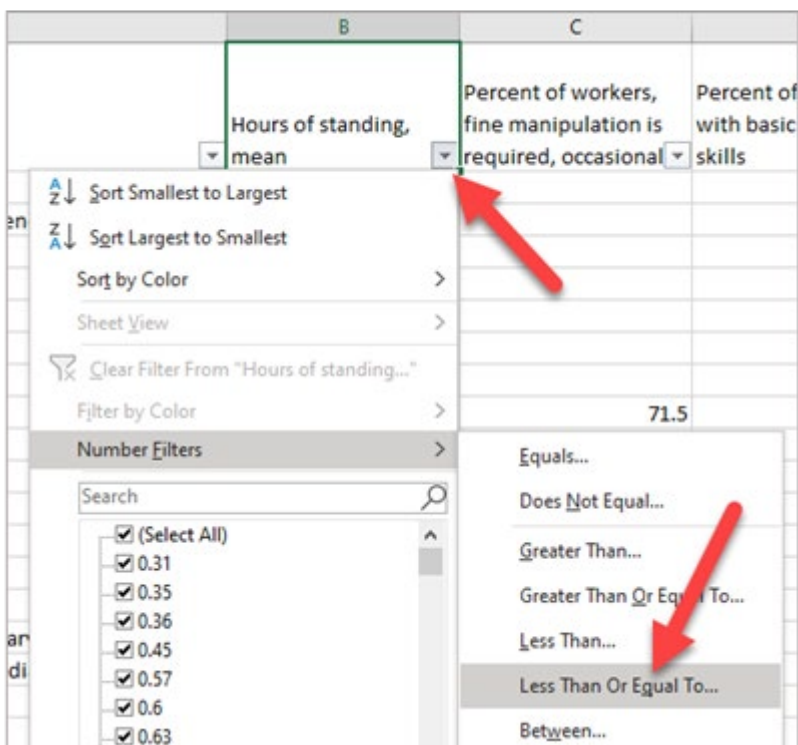 B
C
Hours of standing,
mean
Percent of workers,
fine manipulation is
required, occasional
Percent of
with basic
skills
Sort Smallest to Largest
Sort Largest to Smallest
Sort by Color
Sheet View
Clear Filter From "Hours of standing..."
Filter by Color
Number Filters
Search
(Select All)
0.31
0.35
0.36
0.45
0.57
0.6
0.63
en
ar
di
71.5
Equals...
Does Not Equal...
Greater Than...
Greater Than Or Equal To...
Less Than...
Less Than Or Equal To...
Between...